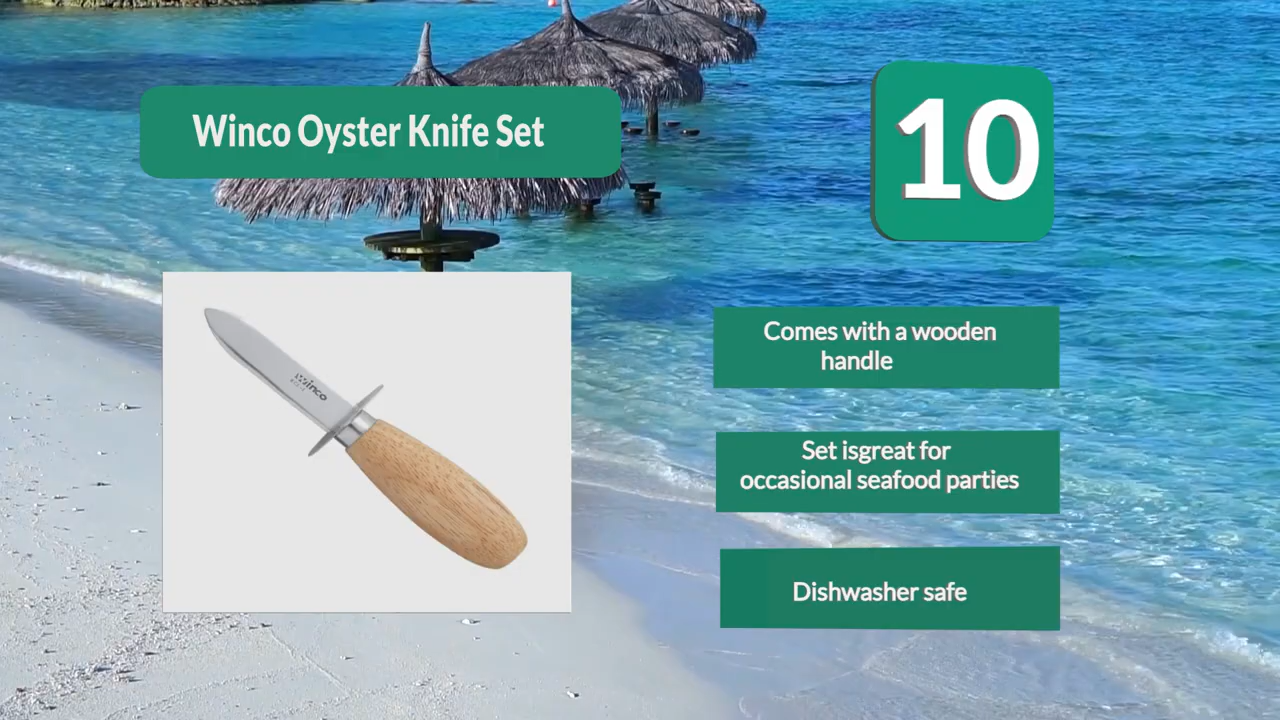 Winco Oyster Knife Set
10
Winco
Comes with a wooden
handle
Set isgreat for
occasional seafood parties
Dishwasher safe